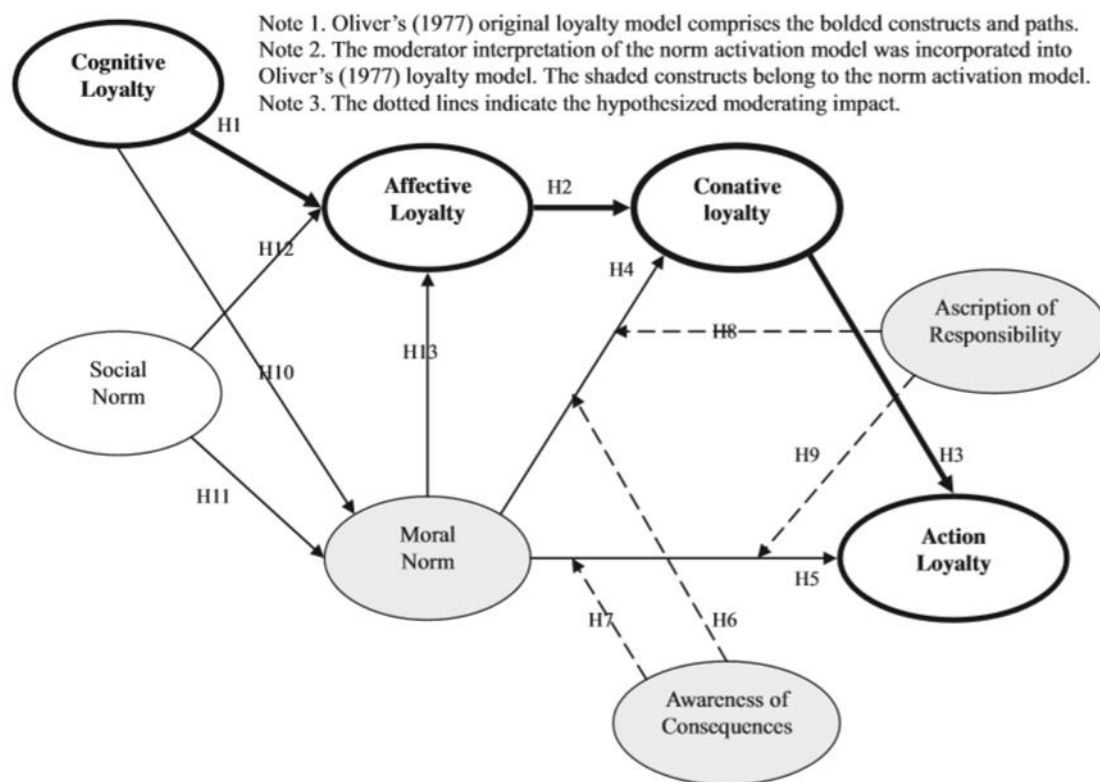 Note 1. Oliver's (1977) original loyalty model comprises the bolded constructs and paths.
Note 2. The moderator interpretation of the norm activation model was incorporated into
Oliver's (1977) loyalty model. The shaded constructs belong to the norm activation model.
Note 3. The dotted lines indicate the hypothesized moderating impact.
Cognitive
Loyalty
H1
Affective
Loyalty
H2
Conative
loyalty
H12
H4
Ascription of
Responsibility
H8
H13
Social
Norm
H10
H9
H3
H11
Moral
Norm
Action
Loyalty
H5
H7
H6
Awareness of
Consequences